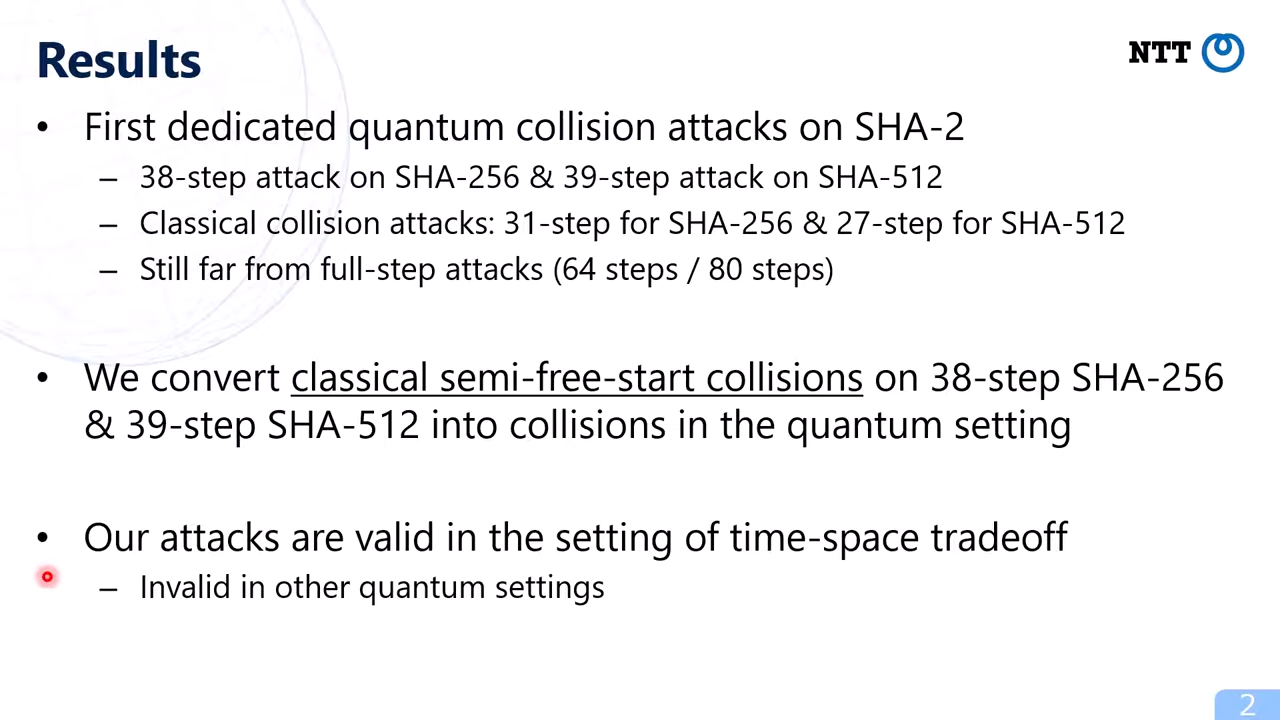 Results
NTT
• First dedicated quantum collision attacks on SHA-2
– 38-step attack on SHA-256 & 39-step attack on SHA-512
– Classical collision attacks: 31-step for SHA-256 & 27-step for SHA-512
– Still far from full-step attacks (64 steps / 80 steps)
• We convert classical semi-free-start collisions on 38-step SHA-256
& 39-step SHA-512 into collisions in the quantum setting
• Our attacks are valid in the setting of time-space tradeoff
– Invalid in other quantum settings
2